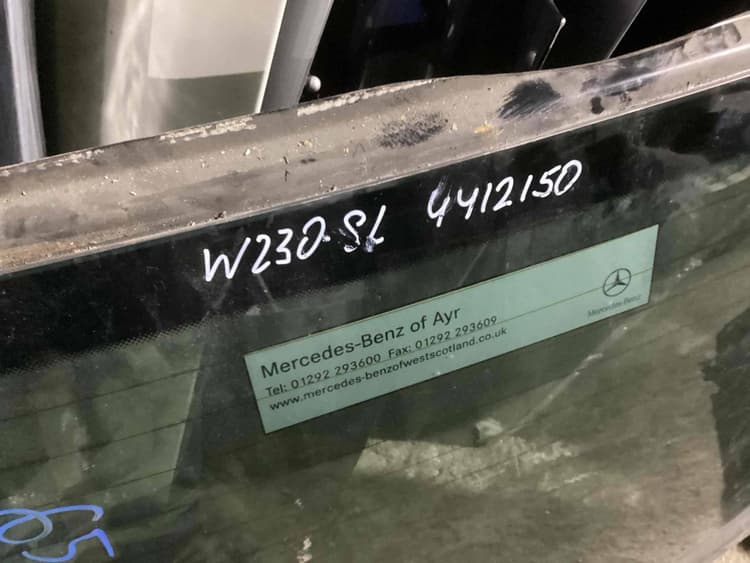 W230 SL 4412150
Mercedes-Benz of Ayr
Tel: 01292 293600 Fax: 01292 293609
www.mercedes-benzofwestscotland.co.uk
Mercedes-Benz